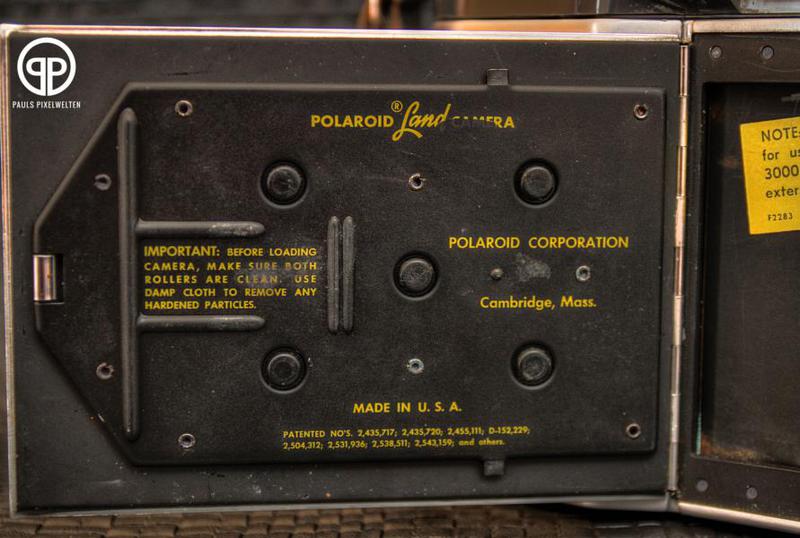 PAULS PIXELWELTEN
POLAROID ® Land CAMERA
IMPORTANT: BEFORE LOADING
CAMERA, MAKE SURE BOTH
ROLLERS ARE CLEAN. USE
DAMP CLOTH TO REMOVE ANY
HARDENED PARTICLES.
POLAROID CORPORATION
Cambridge, Mass.
MADE IN U. S. A.
PATENTED NO'S. 2,435,717; 2,435,720; 2,455,111; D-152,229;
2,504,312; 2,531,936; 2,538,511; 2,543,159; and others.
NOTE:
for us
3000
exter
F2283